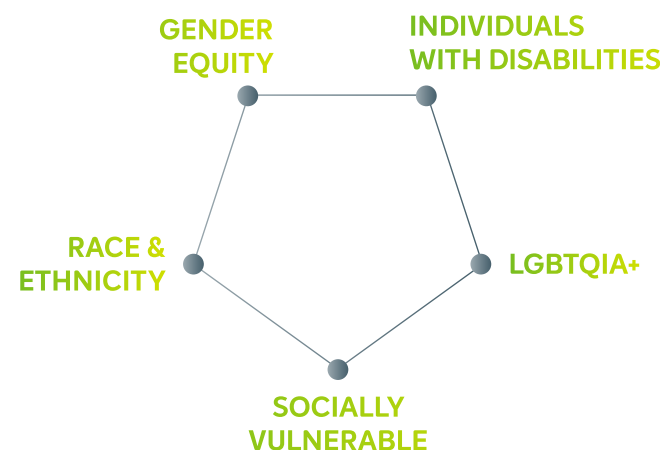 GENDER
EQUITY
INDIVIDUALS
WITH DISABILITIES
RACE &
ETHNICITY
LGBTQIA+
SOCIALLY
VULNERABLE